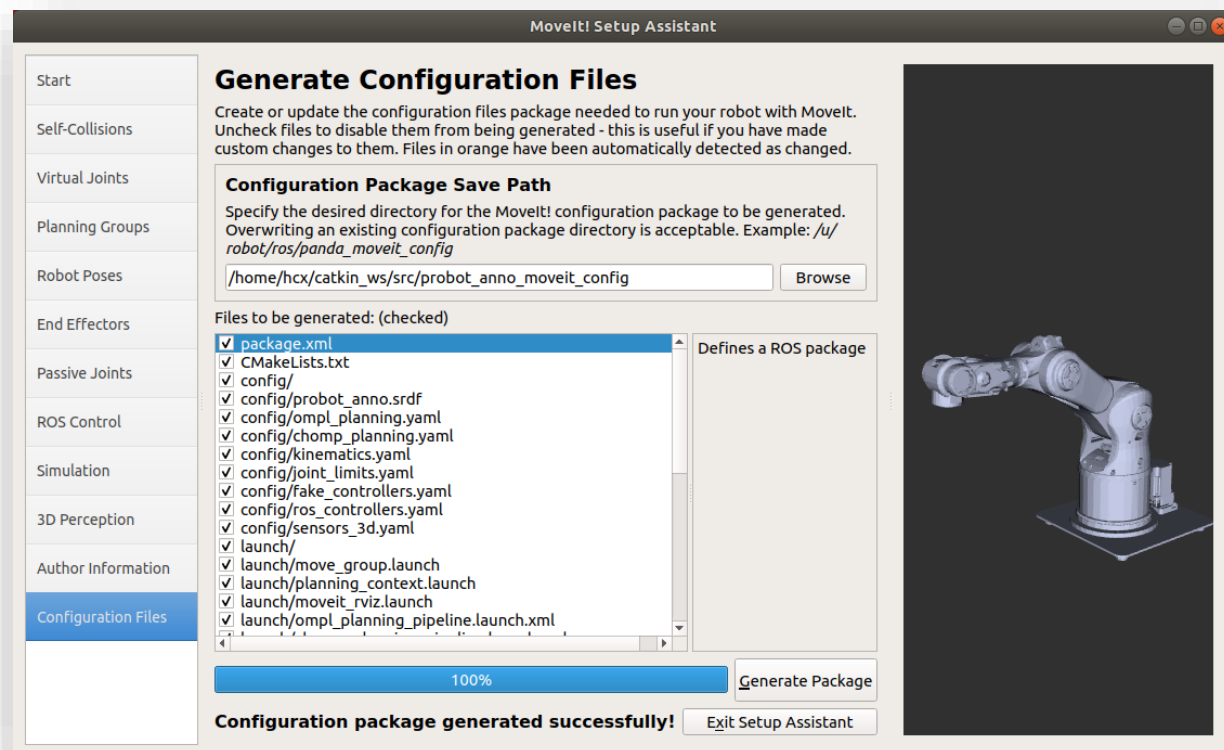 MoveIt! Setup Assistant
Start
Self-Collisions
Virtual Joints
Planning Groups
Robot Poses
End Effectors
Passive Joints
ROS Control
Simulation
3D Perception
Author Information
Configuration Files
Generate Configuration Files
Create or update the configuration files package needed to run your robot with MoveIt.
Uncheck files to disable them from being generated - this is useful if you have made
custom changes to them. Files in orange have been automatically detected as changed.
Configuration Package Save Path
Specify the desired directory for the MoveIt! configuration package to be generated.
Overwriting an existing configuration package directory is acceptable. Example: /u/
robot/ros/panda_moveit_config
/home/hcx/catkin_ws/src/probot_anno_moveit_config
Browse
Files to be generated: (checked)
package.xml
CMakeLists.txt
config/
config/probot_anno.srdf
config/ompl_planning.yaml
config/chomp_planning.yaml
config/kinematics.yaml
config/joint_limits.yaml
config/fake_controllers.yaml
config/ros_controllers.yaml
config/sensors_3d.yaml
launch/
launch/move_group.launch
launch/planning_context.launch
launch/moveit_rviz.launch
launch/ompl_planning_pipeline.launch.xml
Defines a ROS package
100%
Generate Package
Configuration package generated successfully!
Exit Setup Assistant